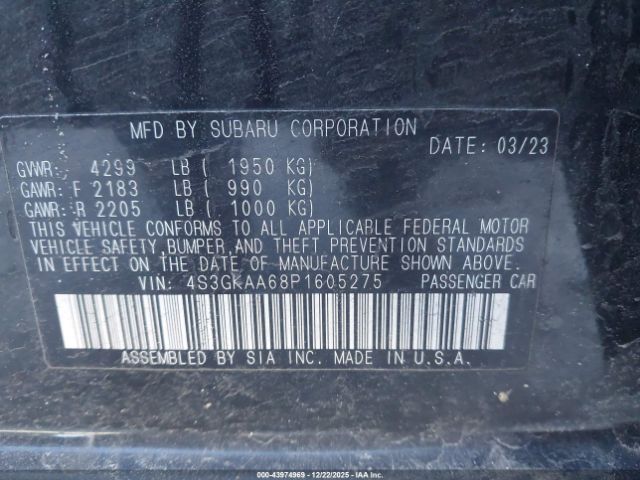 MFD BY SUBARU CORPORATION
DATE: 03/23
GVWR: 4299 LB ( 1950 KG)
GAWR: F 2183 LB ( 990 KG)
GAWR: R 2205 LB ( 1000 KG)
THIS VEHICLE CONFORMS TO ALL APPLICABLE FEDERAL MOTOR
VEHICLE SAFETY, BUMPER, AND THEFT PREVENTION STANDARDS
IN EFFECT ON THE DATE OF MANUFACTURE SHOWN ABOVE.
VIN: 4S3GKAA68P1605275 PASSENGER CAR
ASSEMBLED BY SIA INC. MADE IN U.S.A.
00-43974969 · 12/22/2025 · IAA Inc.